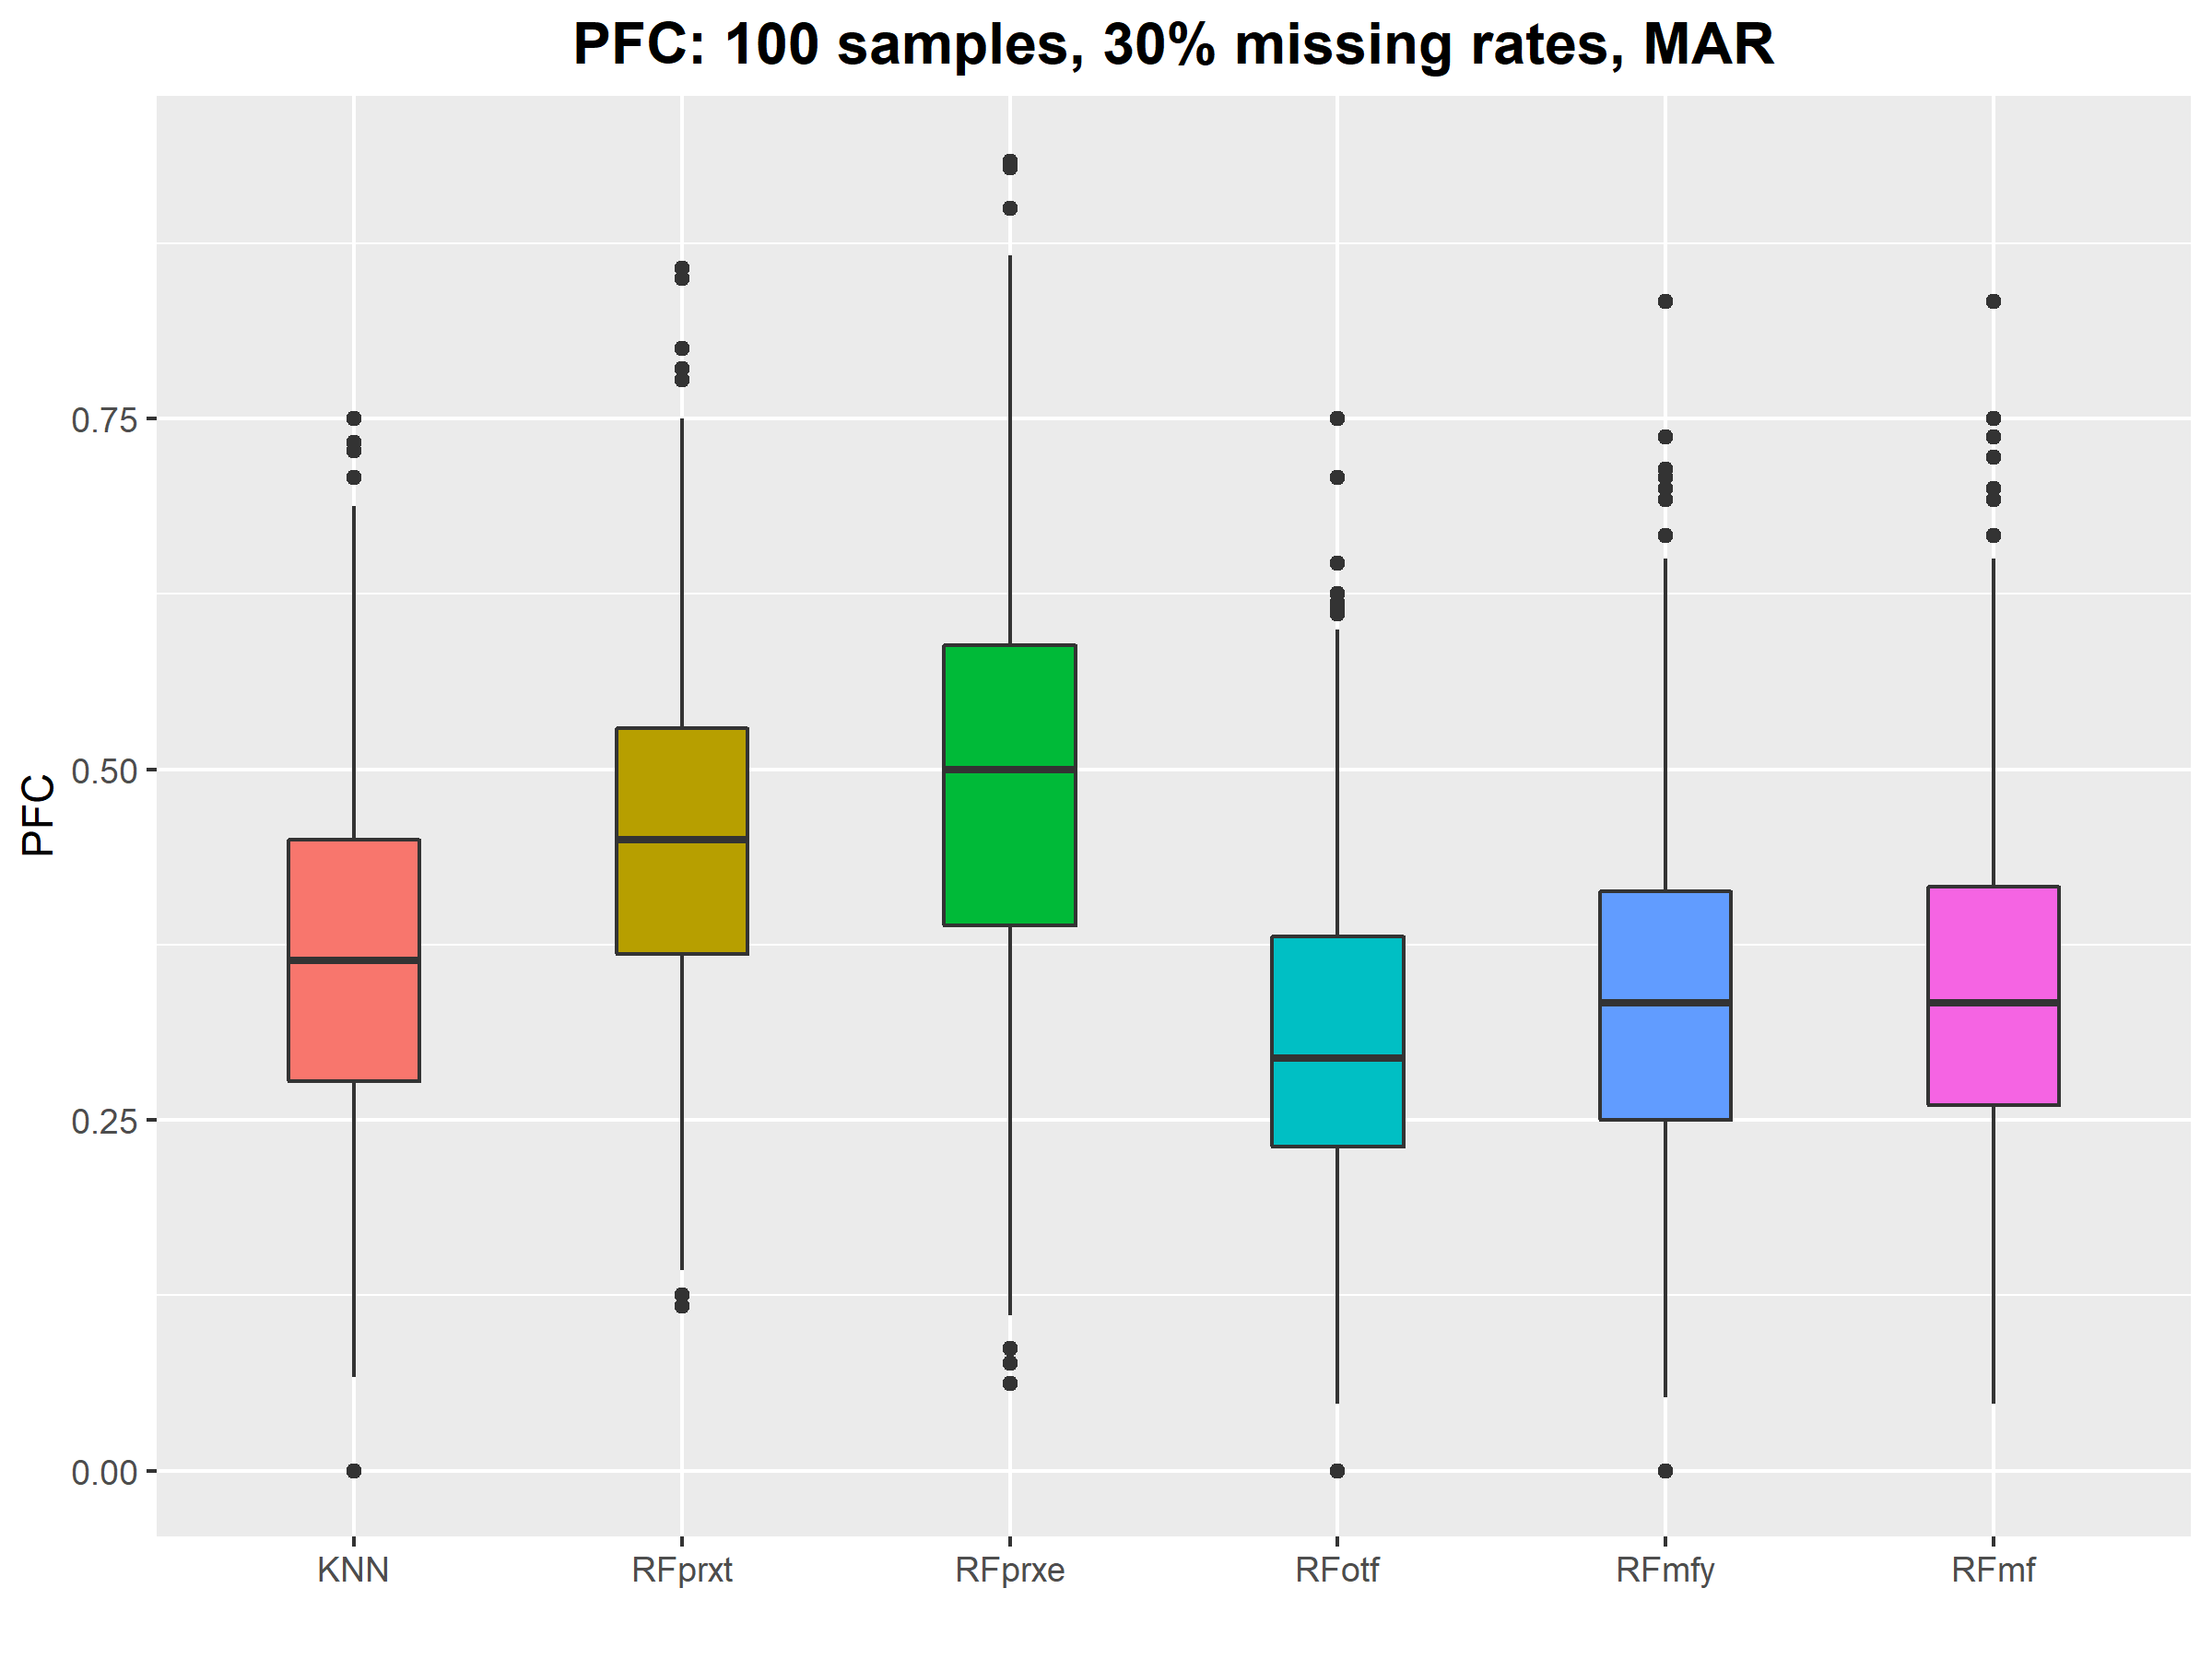 PFC: 100 samples, 30% missing rates, MAR
PFC
0.75
0.50
0.25
0.00
KNN RFprxt RFprxe RFotf RFmfy RFmf